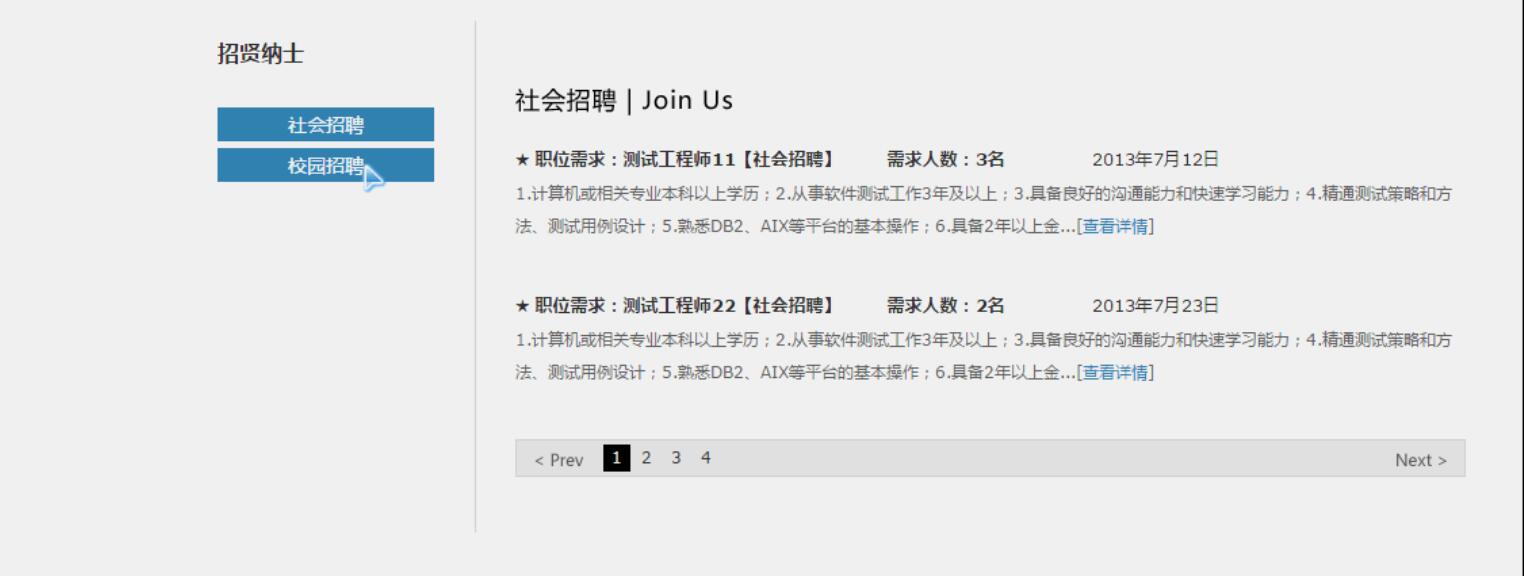 招贤纳士
社会招聘
校园招聘
社会招聘 | Join Us
★ 职位需求：测试工程师11【社会招聘】 需求人数：3名 2013年7月12日
1.计算机或相关专业本科以上学历；2.从事软件测试工作3年及以上；3.具备良好的沟通能力和快速学习能力；4.精通测试策略和方
法、测试用例设计；5.熟悉DB2、AIX等平台的基本操作；6.具备2年以上金...[查看详情]
★ 职位需求：测试工程师22【社会招聘】 需求人数：2名 2013年7月23日
1.计算机或相关专业本科以上学历；2.从事软件测试工作3年及以上；3.具备良好的沟通能力和快速学习能力；4.精通测试策略和方
法、测试用例设计；5.熟悉DB2、AIX等平台的基本操作；6.具备2年以上金...[查看详情]
< Prev 1 2 3 4 Next >